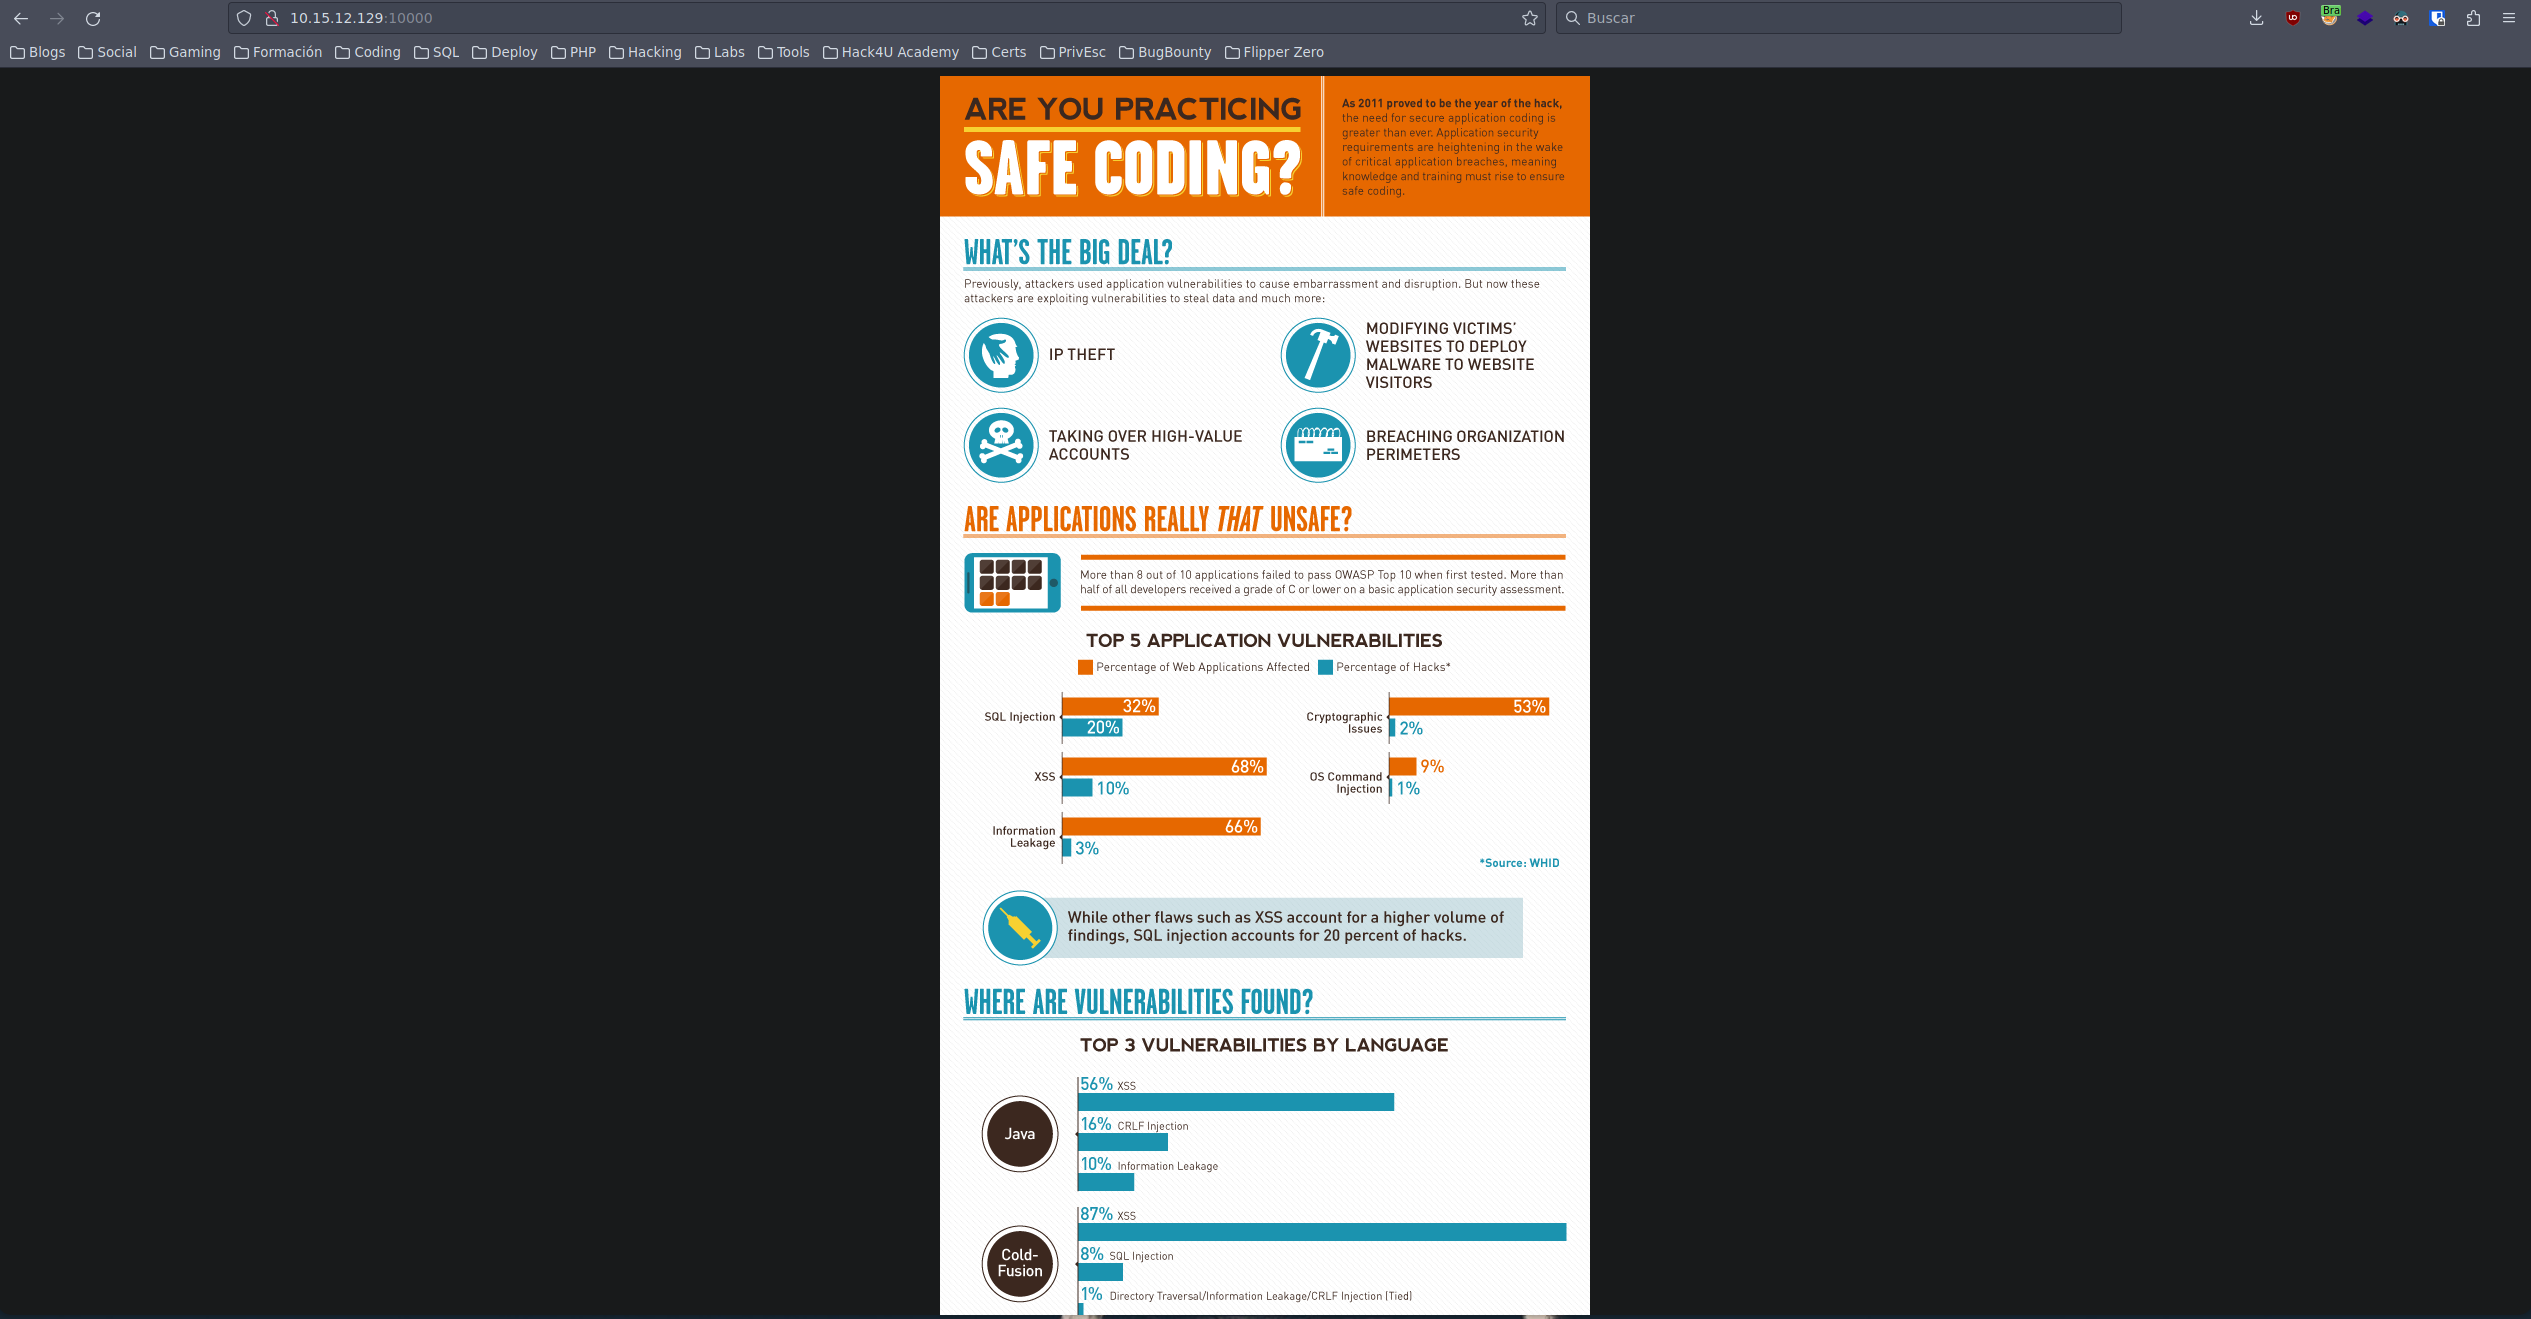 10.15.12.129:10000
Buscar
Bra
Blogs Social Gaming Formación Coding SQL Deploy PHP Hacking Labs Tools Hack4U Academy Certs PrivEsc BugBounty Flipper Zero
ARE YOU PRACTICING
SAFE CODING?
As 2011 proved to be the year of the hack,
the need for secure application coding is
greater than ever. Application security
requirements are heightening in the wake
of critical application breaches, meaning
knowledge and training must rise to ensure
safe coding.
WHAT'S THE BIG DEAL?
Previously, attackers used application vulnerabilities to cause embarrassment and disruption. But now these
attackers are exploiting vulnerabilities to steal data and much more:
IP THEFT
MODIFYING VICTIMS'
WEBSITES TO DEPLOY
MALWARE TO WEBSITE
VISITORS
TAKING OVER HIGH-VALUE
ACCOUNTS
BREACHING ORGANIZATION
PERIMETERS
ARE APPLICATIONS REALLY THAT UNSAFE?
More than 8 out of 10 applications failed to pass OWASP Top 10 when first tested. More than
half of all developers received a grade of C or lower on a basic application security assessment.
TOP 5 APPLICATION VULNERABILITIES
Percentage of Web Applications Affected Percentage of Hacks*
SQL Injection
32%
20%
XSS
68%
10%
Information
Leakage
66%
3%
Cryptographic
Issues
53%
2%
OS Command
Injection
9%
1%
*Source: WHID
While other flaws such as XSS account for a higher volume of
findings, SQL injection accounts for 20 percent of hacks.
WHERE ARE VULNERABILITIES FOUND?
TOP 3 VULNERABILITIES BY LANGUAGE
Java
56% XSS
16% CRLF Injection
10% Information Leakage
Cold-
Fusion
87% XSS
8% SQL Injection
1% Directory Traversal/Information Leakage/CRLF Injection (Tied)